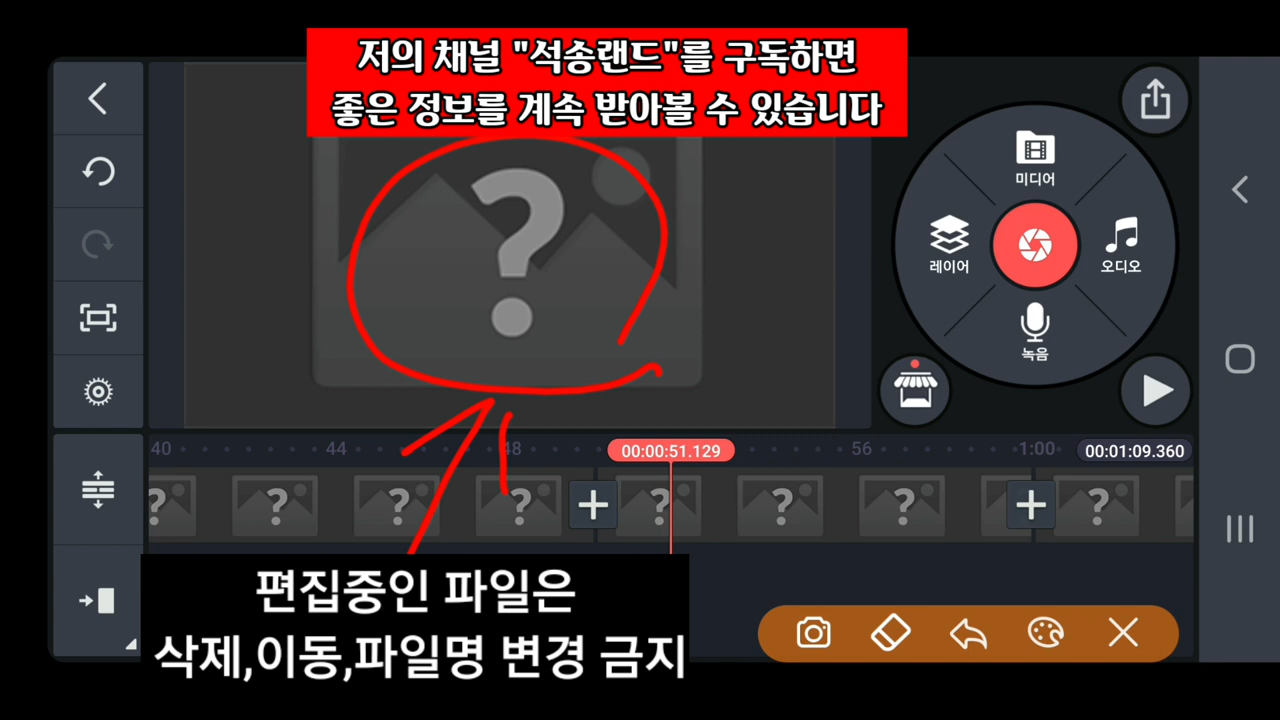 저의 채널 "석송랜드"를 구독하면
좋은 정보를 계속 받아볼 수 있습니다
미디어
레이어
오디오
녹음
40
44
48
00:00:51.129
56
1:00
00:01:09.360
편집중인 파일은
삭제,이동,파일명 변경 금지